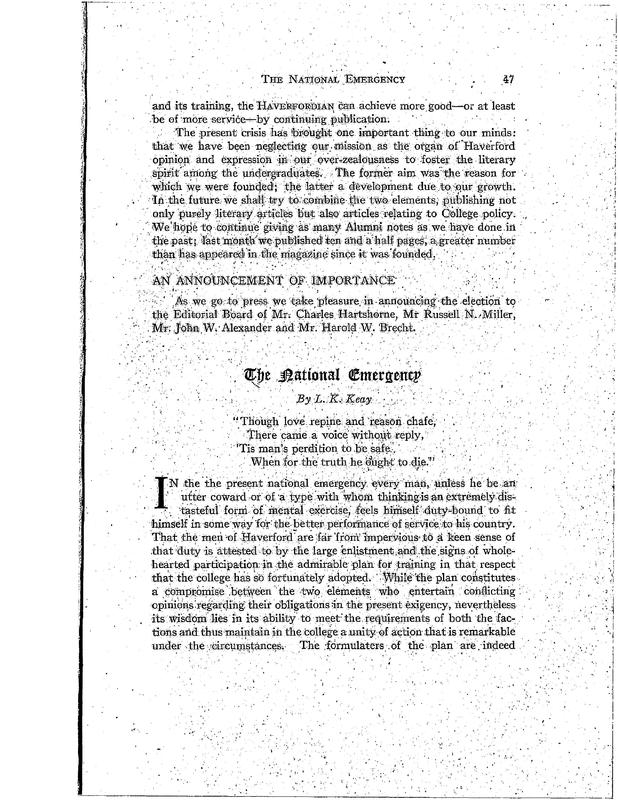 THE NATIONAL EMERGENCY 47
and its training, the HAVERFORDIAN can achieve more good—or at least
be of more service—by continuing publication.
The present crisis has brought one important thing to our minds:
that we have been neglecting our mission as the organ of Haverford
opinion and expression in our over-zealousness to foster the literary
spirit among the undergraduates. The former aim was the reason for
which we were founded; the latter a development due to our growth.
In the future we shall try to combine the two elements, publishing not
only purely literary articles but also articles relating to College policy.
We hope to continue giving as many Alumni notes as we have done in
the past; last month we published ten and a half pages, a greater number
than has appeared in the magazine since it was founded.
AN ANNOUNCEMENT OF IMPORTANCE
As we go to press we take pleasure in announcing the election to
the Editorial Board of Mr. Charles Hartshorne, Mr Russell N. Miller,
Mr. John W. Alexander and Mr. Harold W. Brecht.
The National Emergency
By L. K. Keay
"Though love repine and reason chafe,
There came a voice without reply,
'Tis man's perdition to be safe
When for the truth he ought to die."
IN the the present national emergency every man, unless he be an
utter coward or of a type with whom thinking is an extremely dis-
tasteful form of mental exercise, feels himself duty-bound to fit
himself in some way for the better performance of service to his country.
That the men of Haverford are far from impervious to a keen sense of
that duty is attested to by the large enlistment and the signs of whole-
hearted participation in the admirable plan for training in that respect
that the college has so fortunately adopted. While the plan constitutes
a compromise between the two elements who entertain conflicting
opinions regarding their obligations in the present exigency, nevertheless
its wisdom lies in its ability to meet the requirements of both the fac-
tions and thus maintain in the college a unity of action that is remarkable
under the circumstances. The formulaters of the plan are indeed